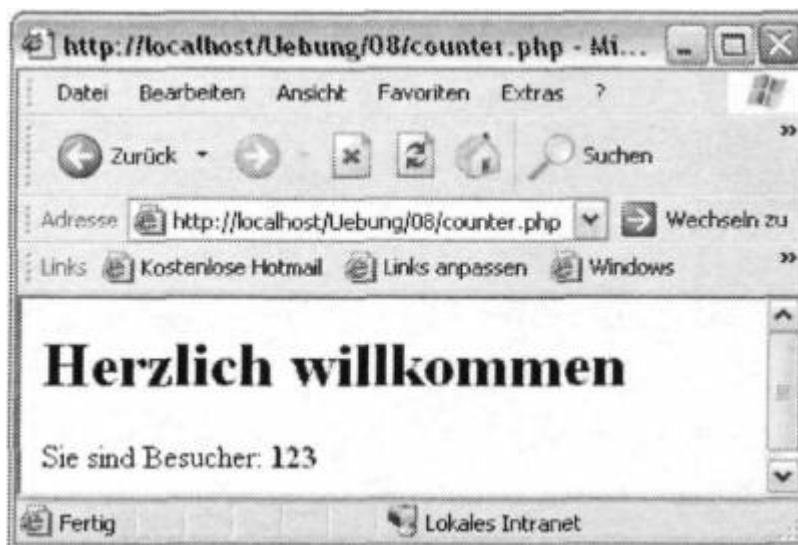 http://localhost/Uebung/08/counter.php - Mi...
Datei Bearbeiten Ansicht Favoriten Extras ?
Zurück Suchen »
Adresse http://localhost/Uebung/08/counter.php Wechseln zu
Links Kostenlose Hotmail Links anpassen Windows »
Herzlich willkommen
Sie sind Besucher: 123
Fertig Lokales Intranet